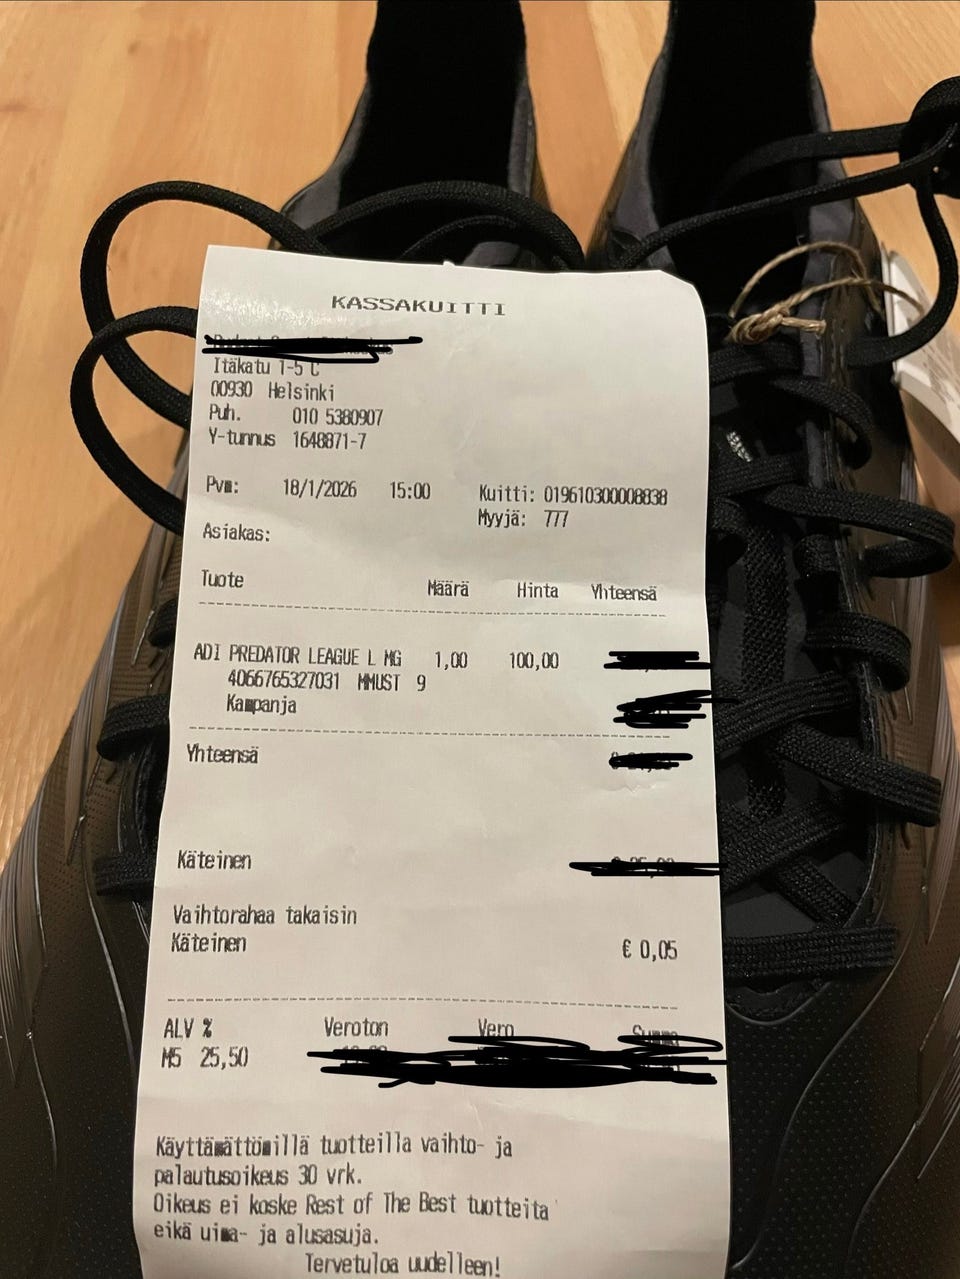 KASSAKUITTI
Itäkatu 1-5 C
00930 Helsinki
Puh. 010 5380907
Y-tunnus 1648871-7
Pvm: 18/1/2026 15:00 Kuitti: 019610300008838
Myyjä: 777
Asiakas:
Tuote Määrä Hinta Yhteensä
ADI PREDATOR LEAGUE L MG 1,00 100,00
4066765327031 MMUST 9
Kampanja
Yhteensä
Käteinen
Vaihtorahaa takaisin
Käteinen € 0,05
ALV % Veroton Vero Summa
M5 25,50
Käyttämättömillä tuotteilla vaihto- ja
palautusoikeus 30 vrk.
Oikeus ei koske Rest of The Best tuotteita
eikä uima- ja alusasuja.
Tervetuloa uudelleen!